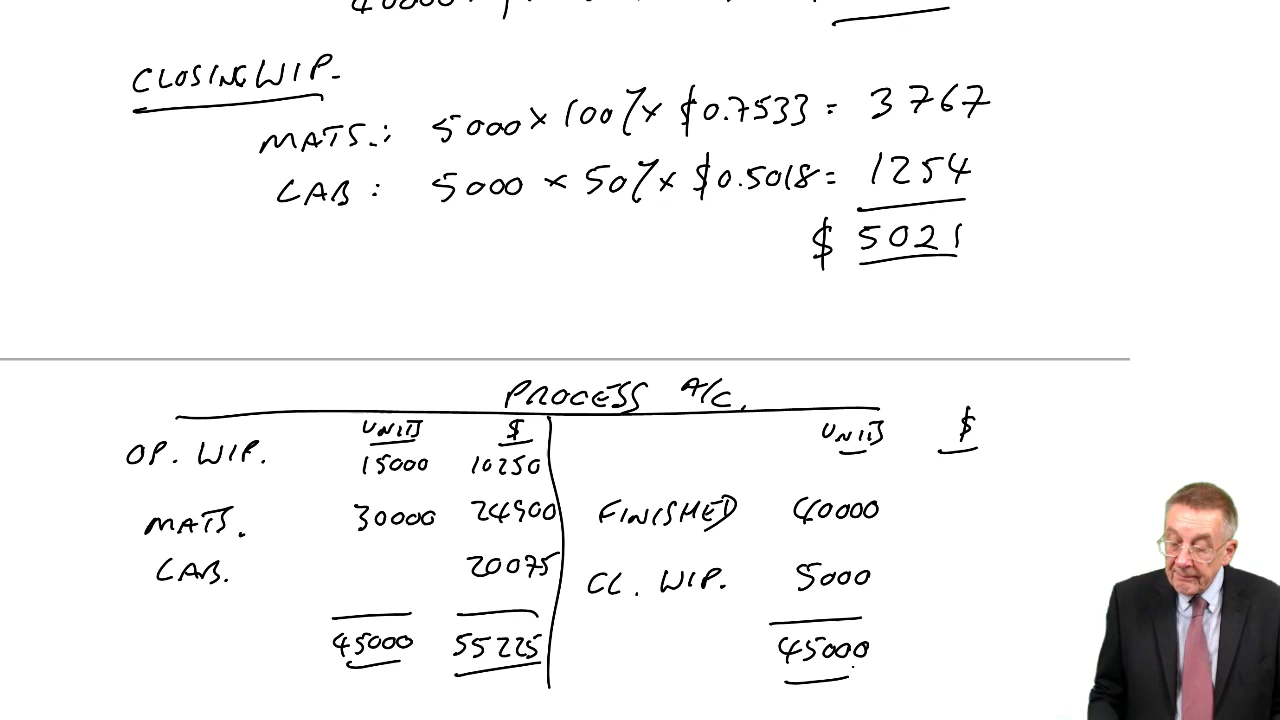 CLOSING WIP.
MATS.: 5000 x 100% x $0.7533 = 3767
LAB: 5000 x 50% x $0.5018 = 1254
$ 5021
PROCESS A/C.
UNITS $ UNITS $
OP. WIP. 15000 10250
MATS. 30000 24900 FINISHED 40000
LAB. 20075 CL. WIP. 5000
45000 55225 45000